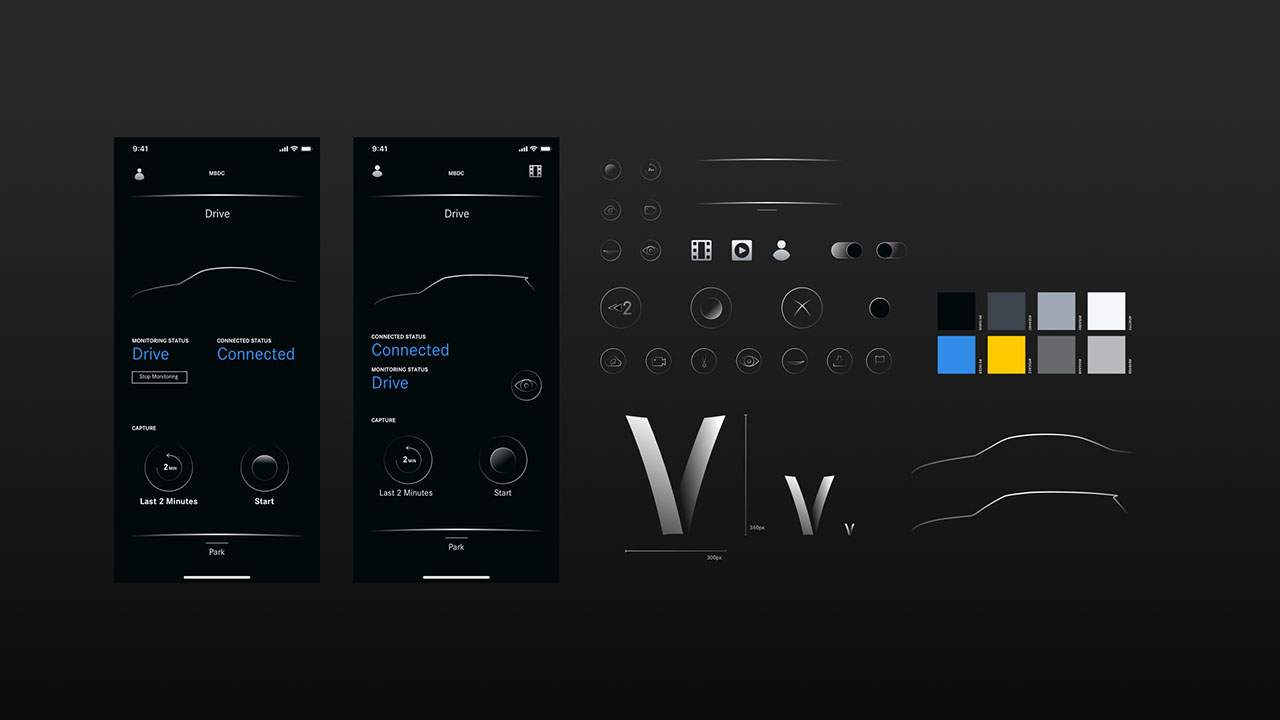 9:41
MBDC
Drive
MONITORING STATUS
Drive
Stop Monitoring
CONNECTED STATUS
Connected
CAPTURE
2 MIN
Last 2 Minutes
Start
Park
9:41
MBDC
Drive
CONNECTED STATUS
Connected
MONITORING STATUS
Drive
CAPTURE
2 MIN
Last 2 Minutes
Start
Park
2
V
360px
300px
V
V